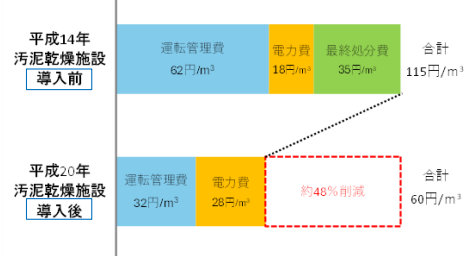 平成14年
汚泥乾燥施設
導入前
運転管理費
62円/m³
電力費
18円/m³
最終処分費
35円/m³
合計
115円/m³
平成20年
汚泥乾燥施設
導入後
運転管理費
32円/m³
電力費
28円/m³
約48%削減
合計
60円/m³